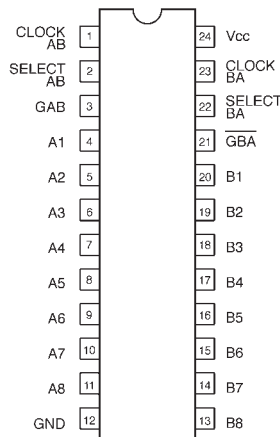 CLOCK 1 24 Vcc
AB
SELECT 2 23 CLOCK
AB BA
GAB 3 22 SELECT
BA
A1 4 21 GBA
A2 5 20 B1
A3 6 19 B2
A4 7 18 B3
A5 8 17 B4
A6 9 16 B5
A7 10 15 B6
A8 11 14 B7
GND 12 13 B8